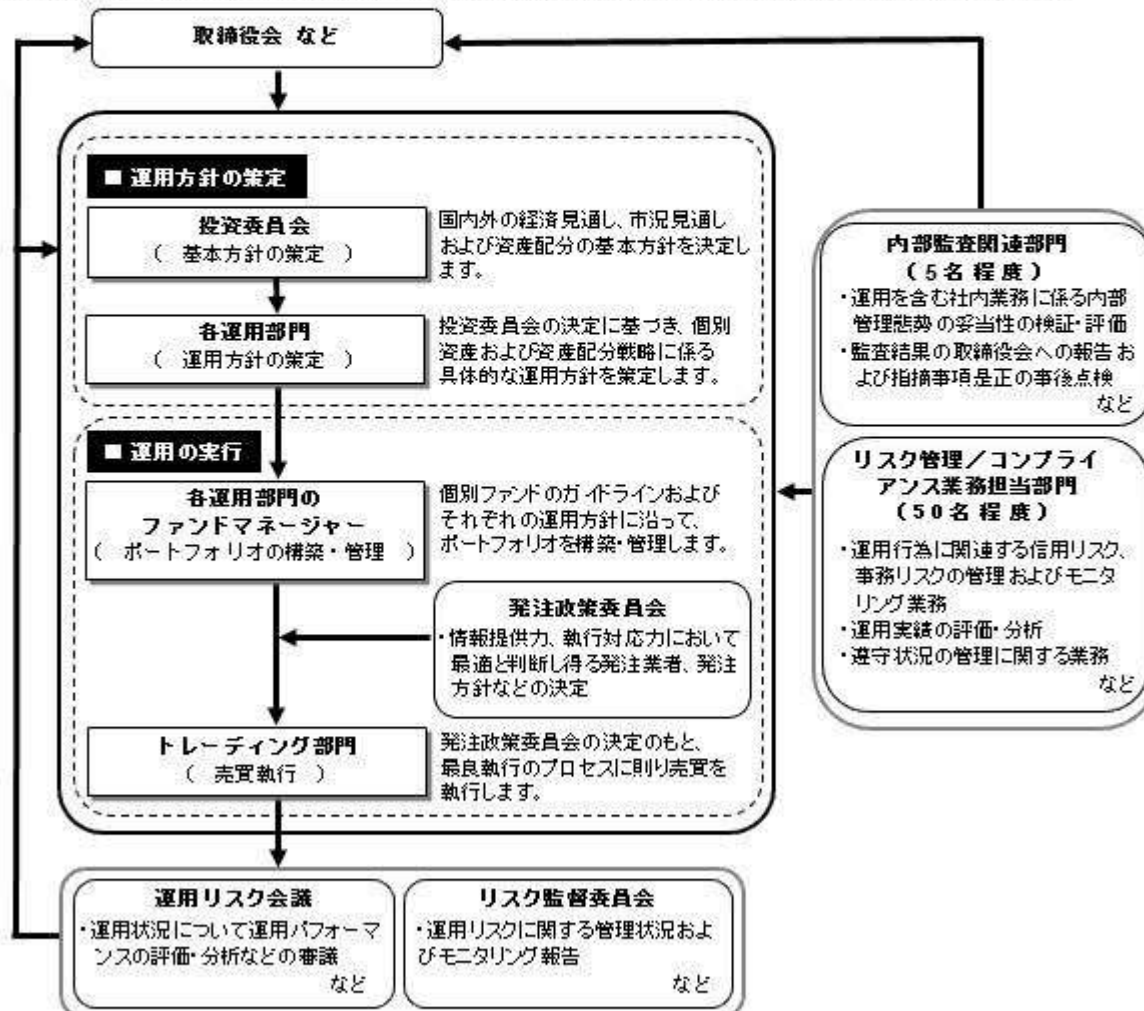 取締役会 など
■ 運用方針の策定
投資委員会
( 基本方針の策定 )
国内外の経済見通し、市況見通し
および資産配分の基本方針を決定し
ます。
各運用部門
( 運用方針の策定 )
投資委員会の決定に基づき、個別
資産および資産配分戦略に係る
具体的な運用方針を策定します。
■ 運用の実行
各運用部門の
ファンドマネージャー
( ポートフォリオの構築・管理 )
個別ファンドのガイドラインおよび
それぞれの運用方針に沿って、
ポートフォリオを構築・管理します。
発注政策委員会
・情報提供力、執行対応力において
最適と判断し得る発注業者、発注
方針などの決定
トレーディング部門
( 売買執行 )
発注政策委員会の決定のもと、
最良執行のプロセスに則り売買を
執行します。
運用リスク会議
・運用状況について運用パフォーマ
ンスの評価・分析などの審議
など
リスク監督委員会
・運用リスクに関する管理状況およ
びモニタリング報告
など
内部監査関連部門
(5名程度)
・運用を含む社内業務に係る内部
管理態勢の妥当性の検証・評価
・監査結果の取締役会への報告お
よび指摘事項是正の事後点検
など
リスク管理/コンプライ
アンス業務担当部門
(50名程度)
・運用行為に関連する信用リスク、
事務リスクの管理およびモニタ
リング業務
・運用実績の評価・分析
・遵守状況の管理に関する業務
など